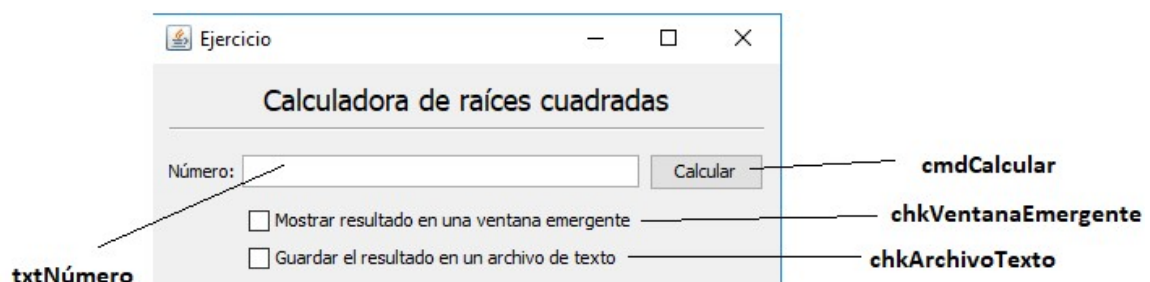 Ejercicio
Calculadora de raíces cuadradas
Número:
Calcular
cmdCalcular
Mostrar resultado en una ventana emergente
chkVentanaEmergente
Guardar el resultado en un archivo de texto
chkArchivoTexto
txtNúmero